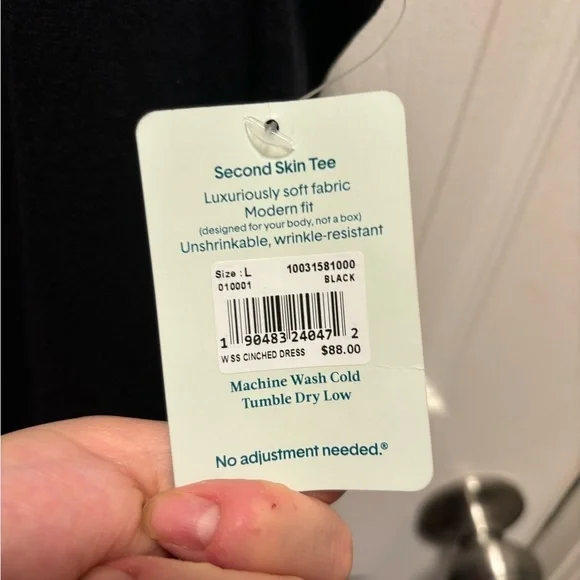 Second Skin Tee
Luxuriously soft fabric
Modern fit
(designed for your body, not a box)
Unshrinkable, wrinkle-resistant
Size : L 10031581000
010001 BLACK
1 90483 24047 2
W SS CINCHED DRESS $88.00
Machine Wash Cold
Tumble Dry Low
No adjustment needed.®